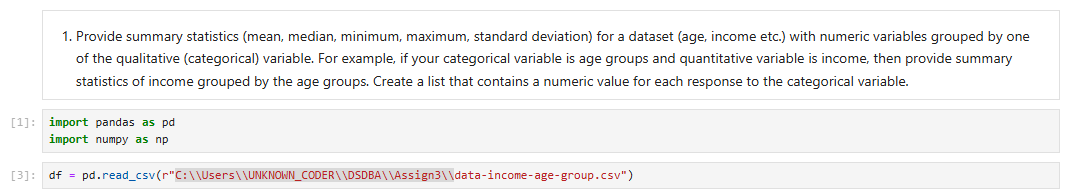 1. Provide summary statistics (mean, median, minimum, maximum, standard deviation) for a dataset (age, income etc.) with numeric variables grouped by one
of the qualitative (categorical) variable. For example, if your categorical variable is age groups and quantitative variable is income, then provide summary
statistics of income grouped by the age groups. Create a list that contains a numeric value for each response to the categorical variable.
[1]: import pandas as pd
import numpy as np
[3]: df = pd.read_csv(r"C:\\Users\\UNKNOWN_CODER\\DSDBA\\Assign3\\data-income-age-group.csv")